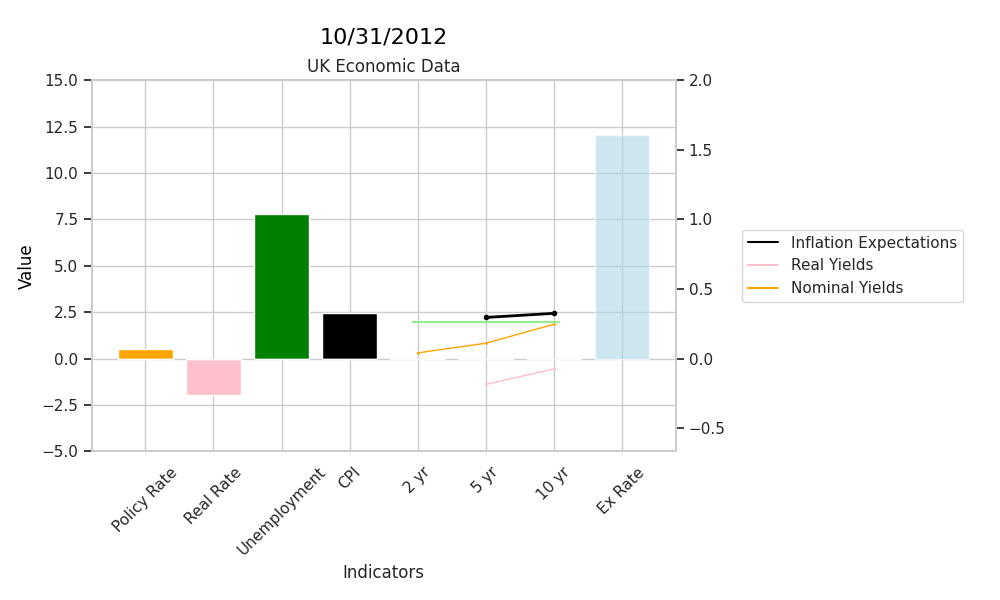 10/31/2012
UK Economic Data
15.0
12.5
10.0
7.5
5.0
2.5
0.0
−2.5
−5.0
Value
2.0
1.5
1.0
0.5
0.0
−0.5
Inflation Expectations
Real Yields
Nominal Yields
Policy Rate
Real Rate
Unemployment
CPI
2 yr
5 yr
10 yr
Ex Rate
Indicators